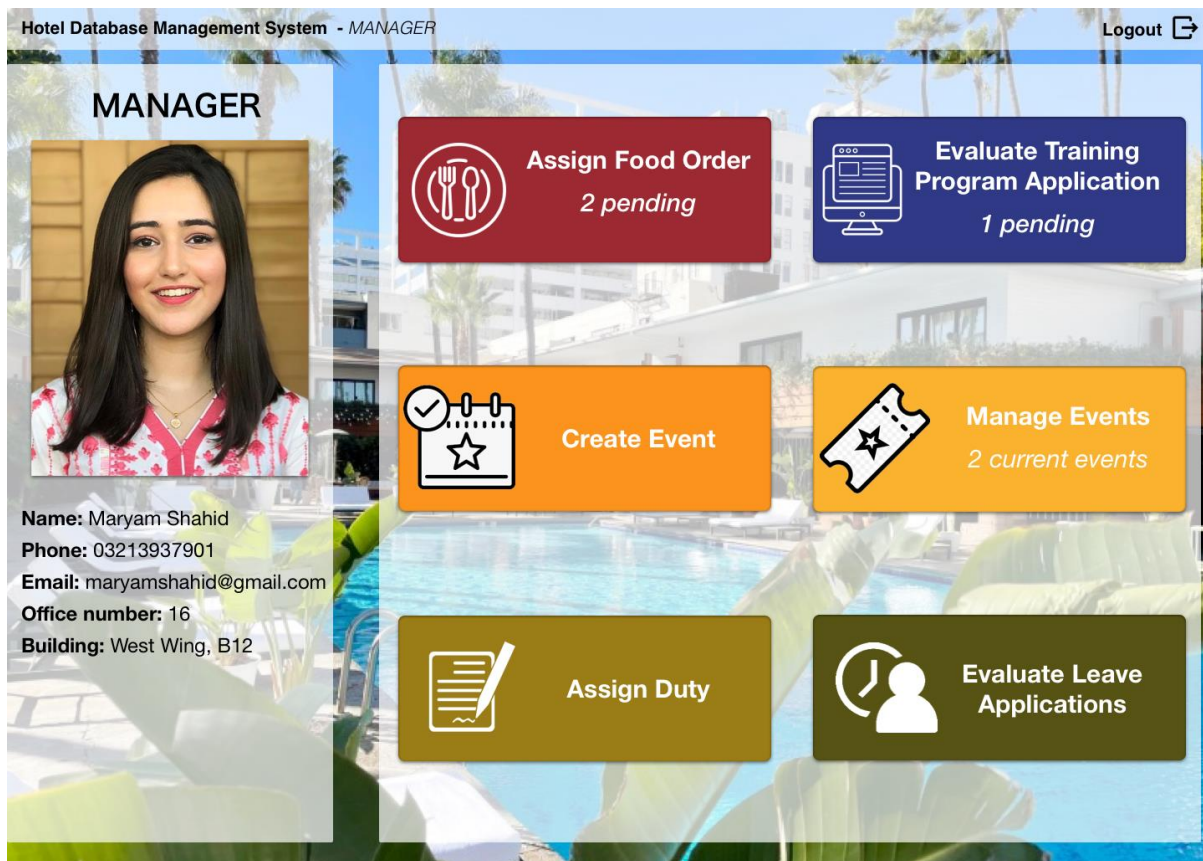 Hotel Database Management System - MANAGER
Logout
MANAGER
Name: Maryam Shahid
Phone: 03213937901
Email: maryamshahid@gmail.com
Office number: 16
Building: West Wing, B12
Assign Food Order
2 pending
Evaluate Training
Program Application
1 pending
Create Event
Manage Events
2 current events
Assign Duty
Evaluate Leave
Applications